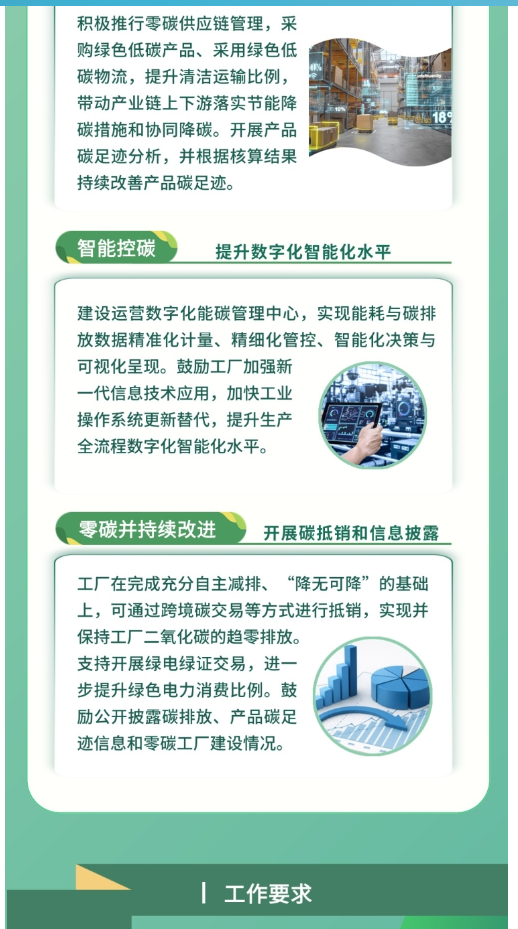 积极推行零碳供应链管理，采
购绿色低碳产品、采用绿色低
碳物流，提升清洁运输比例，
带动产业链上下游落实节能降
碳措施和协同降碳。开展产品
碳足迹分析，并根据核算结果
持续改善产品碳足迹。
18%
智能控碳
提升数字化智能化水平
建设运营数字化能碳管理中心，实现能耗与碳排
放数据精准化计量、精细化管控、智能化决策与
可视化呈现。鼓励工厂加强新
一代信息技术应用，加快工业
操作系统更新替代，提升生产
全流程数字化智能化水平。
零碳并持续改进
开展碳抵销和信息披露
工厂在完成充分自主减排、“降无可降”的基础
上，可通过跨境碳交易等方式进行抵销，实现并
保持工厂二氧化碳的趋零排放。
支持开展绿电绿证交易，进一
步提升绿色电力消费比例。鼓
励公开披露碳排放、产品碳足
迹信息和零碳工厂建设情况。
工作要求